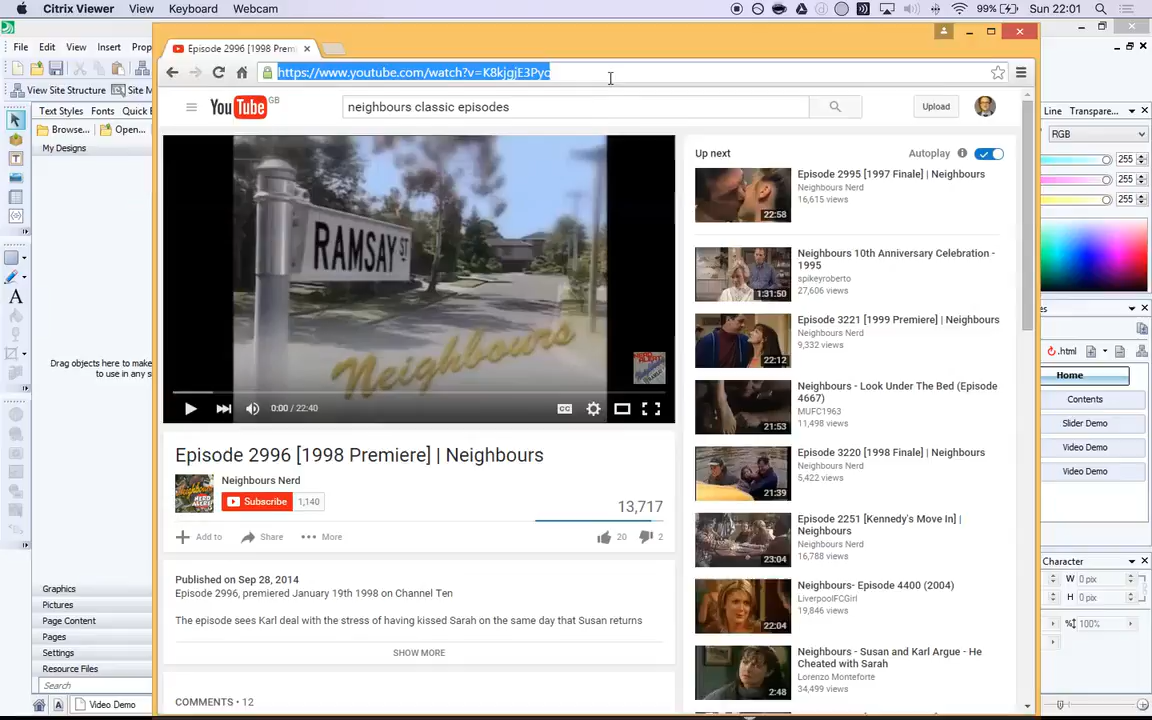 Citrix Viewer View Keyboard Webcam 99% Sun 22:01
Episode 2996 [1998 Prem
File Edit View Insert Prop
https://www.youtube.com/watch?v=K8kjgjE3Pyc
View Site Structure Site M
Text Styles Fonts Quick
Browse... Open...
My Designs
Drag objects here to make
to use in any s
Graphics
Pictures
Page Content
Pages
Settings
Resource Files
Search
Video Demo
YouTube GB
neighbours classic episodes
Upload
RAMSAY ST
Neighbours
0:00 / 22:40
CC
Episode 2996 [1998 Premiere] | Neighbours
Neighbours Nerd
Subscribe 1,140
13,717
Add to Share More 20 2
Published on Sep 28, 2014
Episode 2996, premiered January 19th 1998 on Channel Ten
The episode sees Karl deal with the stress of having kissed Sarah on the same day that Susan returns
SHOW MORE
COMMENTS • 12
Up next Autoplay
Episode 2995 [1997 Finale] | Neighbours
Neighbours Nerd
16,615 views
22:58
Neighbours 10th Anniversary Celebration -
1995
spikeyroberto
27,606 views
1:31:50
Episode 3221 [1999 Premiere] | Neighbours
Neighbours Nerd
9,332 views
22:12
Neighbours - Look Under The Bed (Episode
4667)
MUFC1963
11,498 views
21:53
Episode 3220 [1998 Finale] | Neighbours
Neighbours Nerd
5,422 views
21:39
Episode 2251 [Kennedy's Move In] |
Neighbours
Neighbours Nerd
16,788 views
23:04
Neighbours- Episode 4400 (2004)
LiverpoolFCGirl
19,846 views
22:04
Neighbours - Susan and Karl Argue - He
Cheated with Sarah
Lorenzo Monteforte
34,499 views
2:48
Line... Transpare...
RGB
255
255
255
es
.html
Home
Contents
Slider Demo
Video Demo
Video Demo
Character
W 0 pix
H 0 pix
% 100%